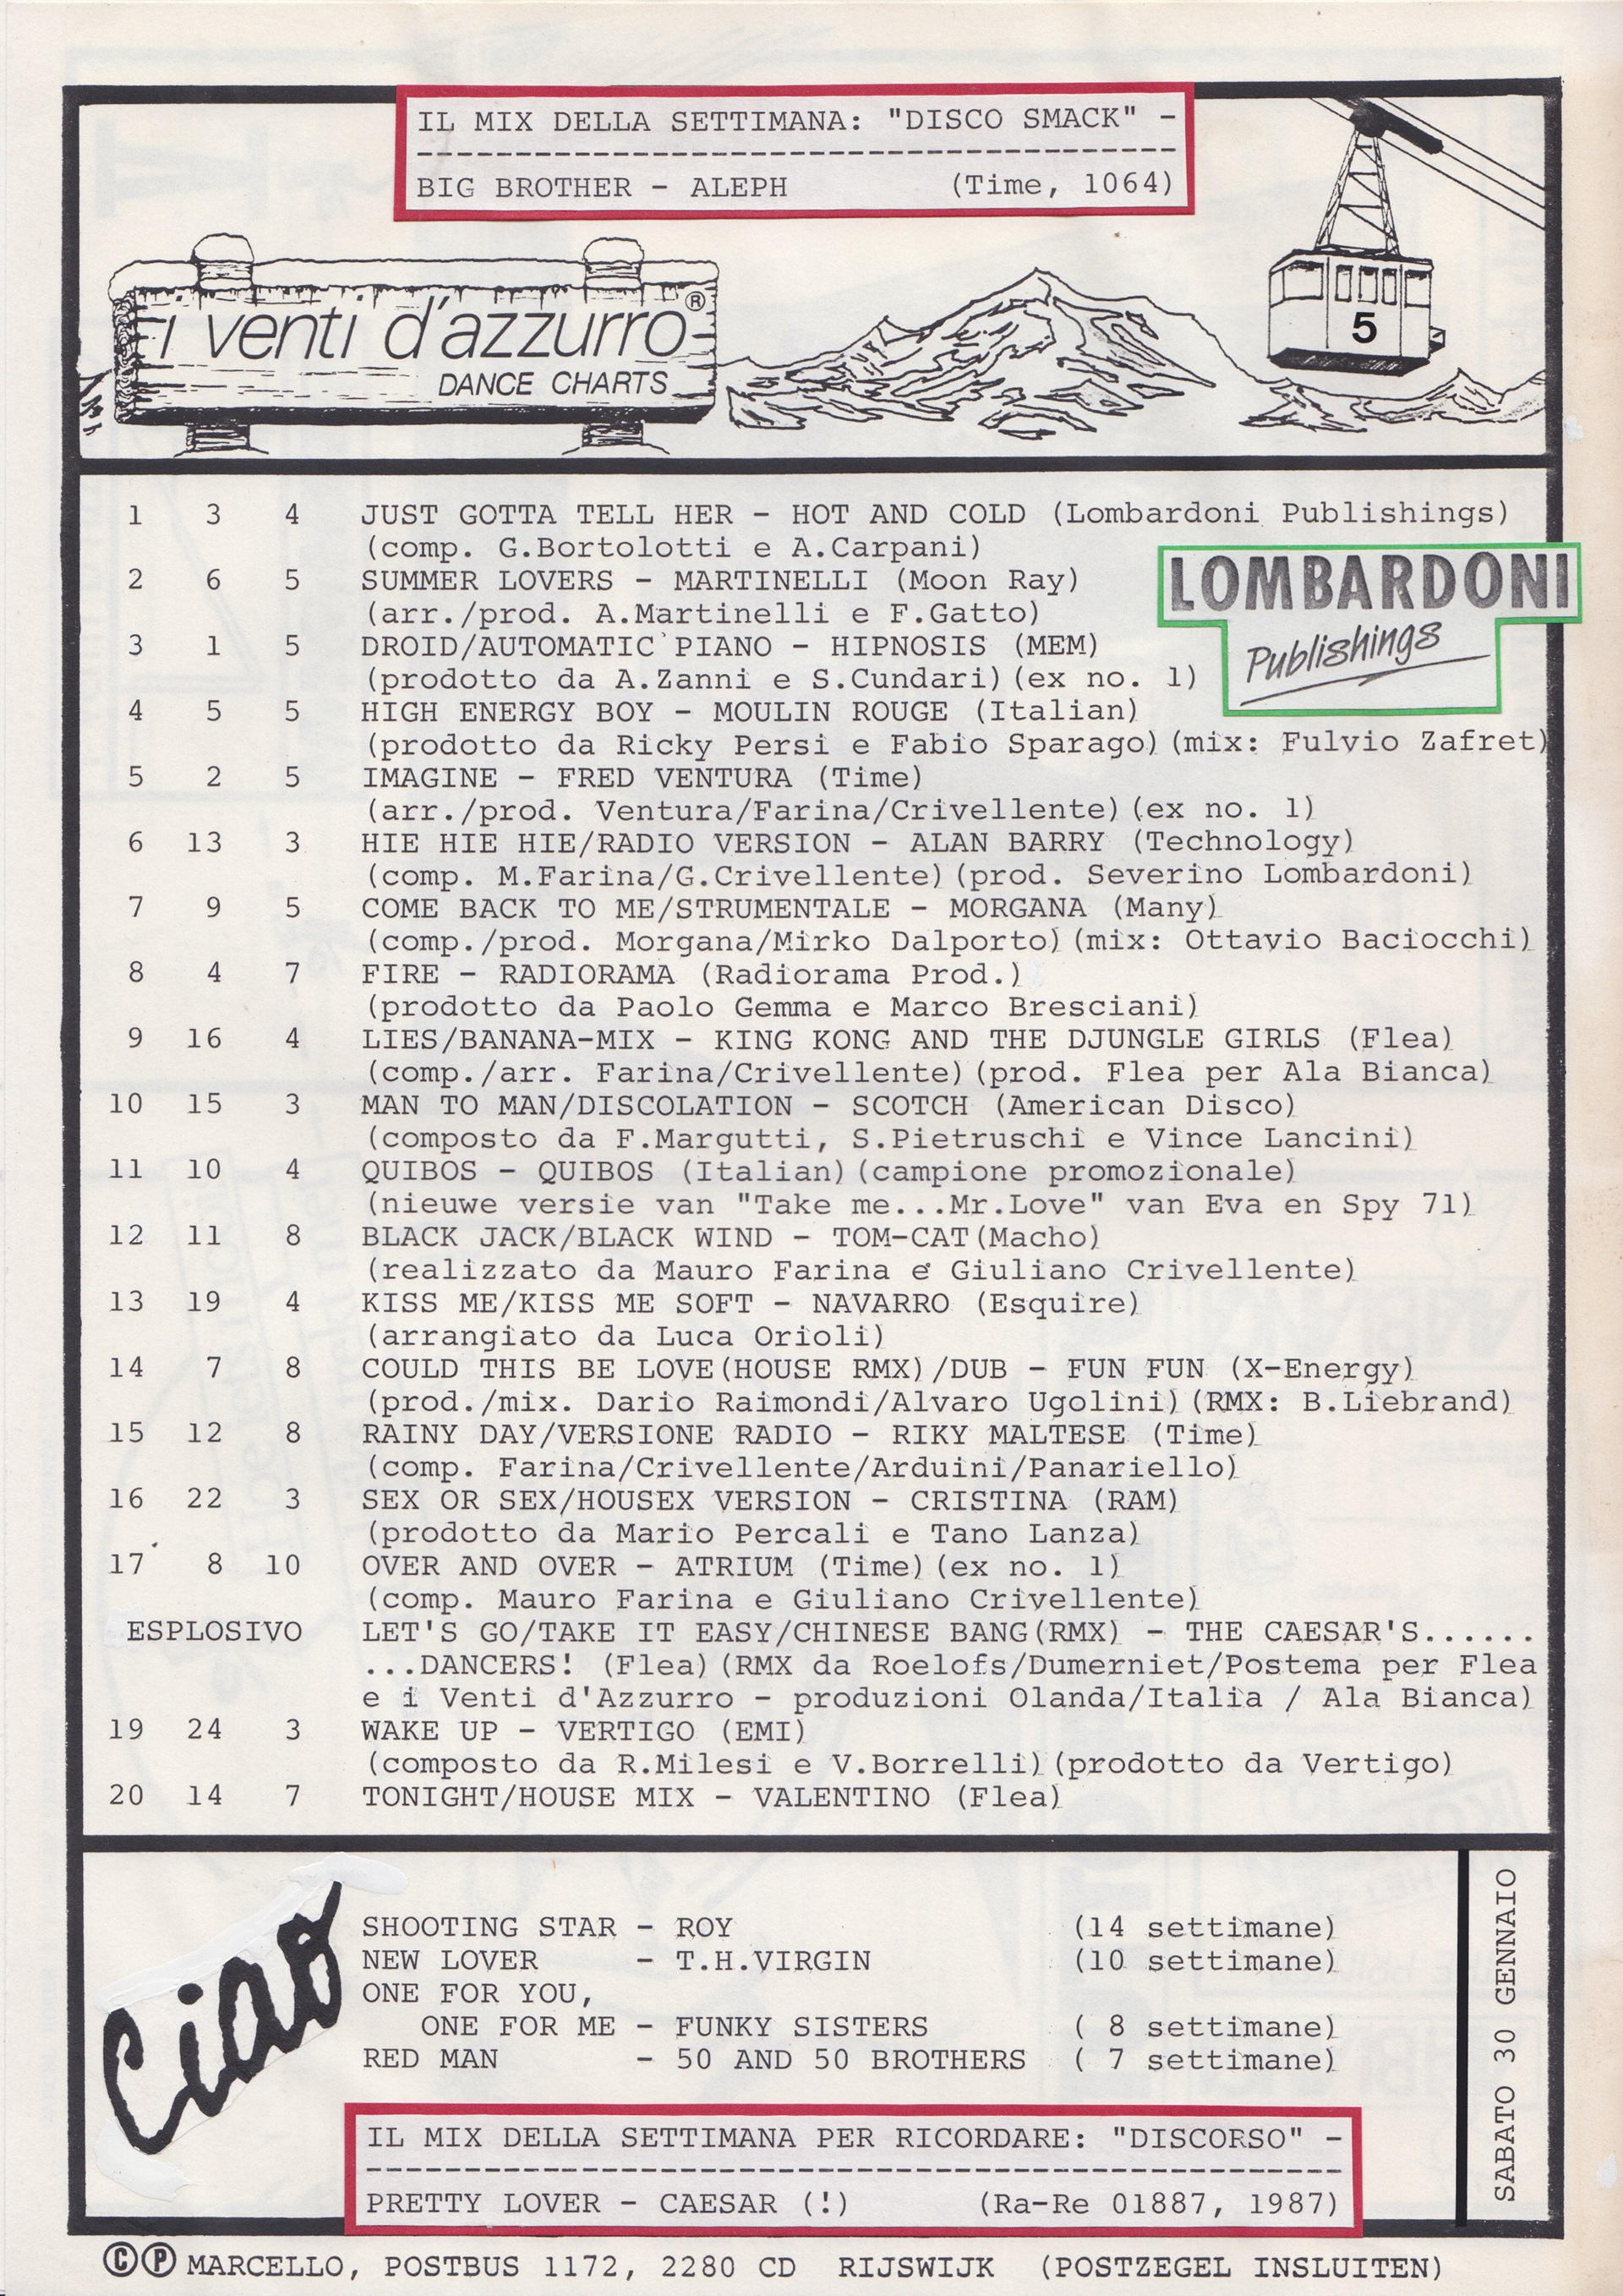 IL MIX DELLA SETTIMANA: "DISCO SMACK" -
BIG BROTHER - ALEPH (Time, 1064)
i venti d'azzurro®
DANCE CHARTS
5
1 3 4 JUST GOTTA TELL HER - HOT AND COLD (Lombardoni Publishings)
(comp. G.Bortolotti e A.Carpani)
2 6 5 SUMMER LOVERS - MARTINELLI (Moon Ray)
(arr./prod. A.Martinelli e F.Gatto)
LOMBARDONI
Publishings
3 1 5 DROID/AUTOMATIC PIANO - HIPNOSIS (MEM)
(prodotto da A.Zanni e S.Cundari)(ex no. 1)
4 5 5 HIGH ENERGY BOY - MOULIN ROUGE (Italian)
(prodotto da Ricky Persi e Fabio Sparago)(mix: Fulvio Zafret)
5 2 5 IMAGINE - FRED VENTURA (Time)
(arr./prod. Ventura/Farina/Crivellente)(ex no. 1)
6 13 3 HIE HIE HIE/RADIO VERSION - ALAN BARRY (Technology)
(comp. M.Farina/G.Crivellente)(prod. Severino Lombardoni)
7 9 5 COME BACK TO ME/STRUMENTALE - MORGANA (Many)
(comp./prod. Morgana/Mirko Dalporto)(mix: Ottavio Baciocchi)
8 4 7 FIRE - RADIORAMA (Radiorama Prod.)
(prodotto da Paolo Gemma e Marco Bresciani)
9 16 4 LIES/BANANA-MIX - KING KONG AND THE DJUNGLE GIRLS (Flea)
(comp./arr. Farina/Crivellente)(prod. Flea per Ala Bianca)
10 15 3 MAN TO MAN/DISCOLATION - SCOTCH (American Disco)
(composto da F.Margutti, S.Pietruschi e Vince Lancini)
11 10 4 QUIBOS - QUIBOS (Italian)(campione promozionale)
(nieuwe versie van "Take me...Mr.Love" van Eva en Spy 71)
12 11 8 BLACK JACK/BLACK WIND - TOM-CAT(Macho)
(realizzato da Mauro Farina e Giuliano Crivellente)
13 19 4 KISS ME/KISS ME SOFT - NAVARRO (Esquire)
(arrangiato da Luca Orioli)
14 7 8 COULD THIS BE LOVE(HOUSE RMX)/DUB - FUN FUN (X-Energy)
(prod./mix. Dario Raimondi/Alvaro Ugolini)(RMX: B.Liebrand)
15 12 8 RAINY DAY/VERSIONE RADIO - RIKY MALTESE (Time)
(comp. Farina/Crivellente/Arduini/Panariello)
16 22 3 SEX OR SEX/HOUSEX VERSION - CRISTINA (RAM)
(prodotto da Mario Percali e Tano Lanza)
17 8 10 OVER AND OVER - ATRIUM (Time)(ex no. 1)
(comp. Mauro Farina e Giuliano Crivellente)
ESPLOSIVO LET'S GO/TAKE IT EASY/CHINESE BANG(RMX) - THE CAESAR'S......
...DANCERS! (Flea)(RMX da Roelofs/Dumerniet/Postema per Flea
e i Venti d'Azzurro - produzioni Olanda/Italia / Ala Bianca)
19 24 3 WAKE UP - VERTIGO (EMI)
(composto da R.Milesi e V.Borrelli)(prodotto da Vertigo)
20 14 7 TONIGHT/HOUSE MIX - VALENTINO (Flea)
Ciao
SHOOTING STAR - ROY (14 settimane)
NEW LOVER - T.H.VIRGIN (10 settimane)
ONE FOR YOU,
ONE FOR ME - FUNKY SISTERS ( 8 settimane)
RED MAN - 50 AND 50 BROTHERS ( 7 settimane)
SABATO 30 GENNAIO
IL MIX DELLA SETTIMANA PER RICORDARE: "DISCORSO" -
PRETTY LOVER - CAESAR (!) (Ra-Re 01887, 1987)
©℗ MARCELLO, POSTBUS 1172, 2280 CD RIJSWIJK (POSTZEGEL INSLUITEN)